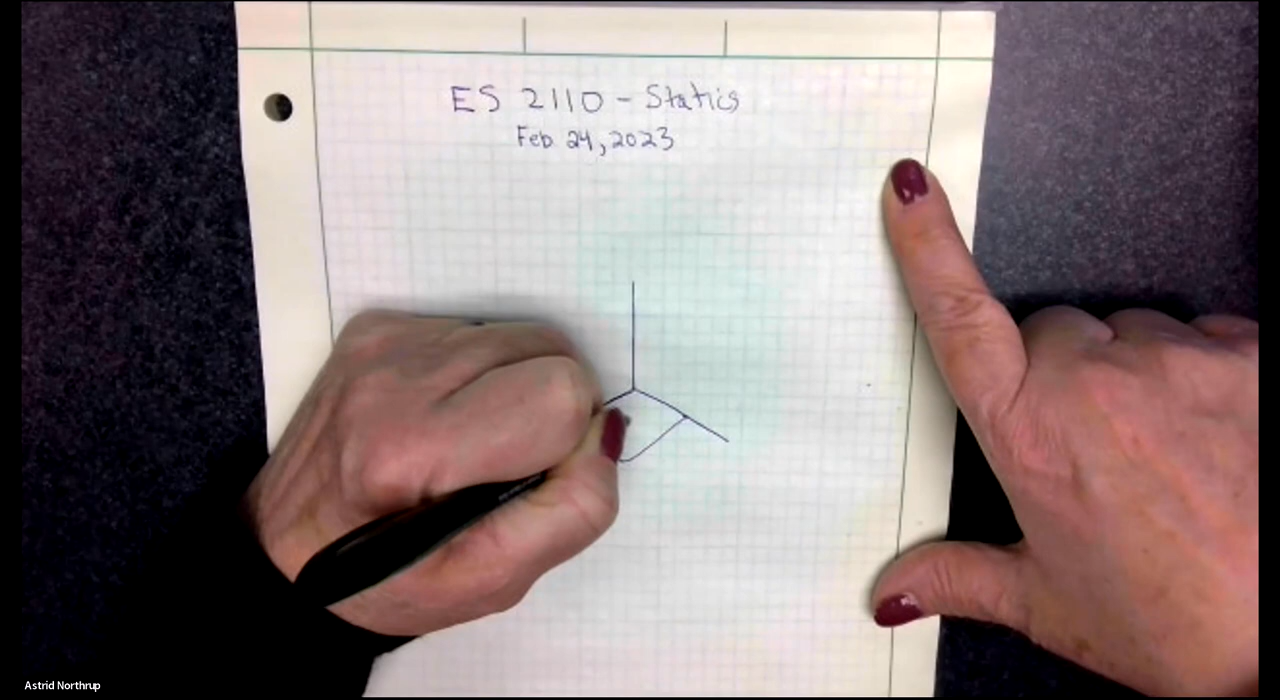 ES 2110 - Statics
Feb 24, 2023
Astrid Northrup